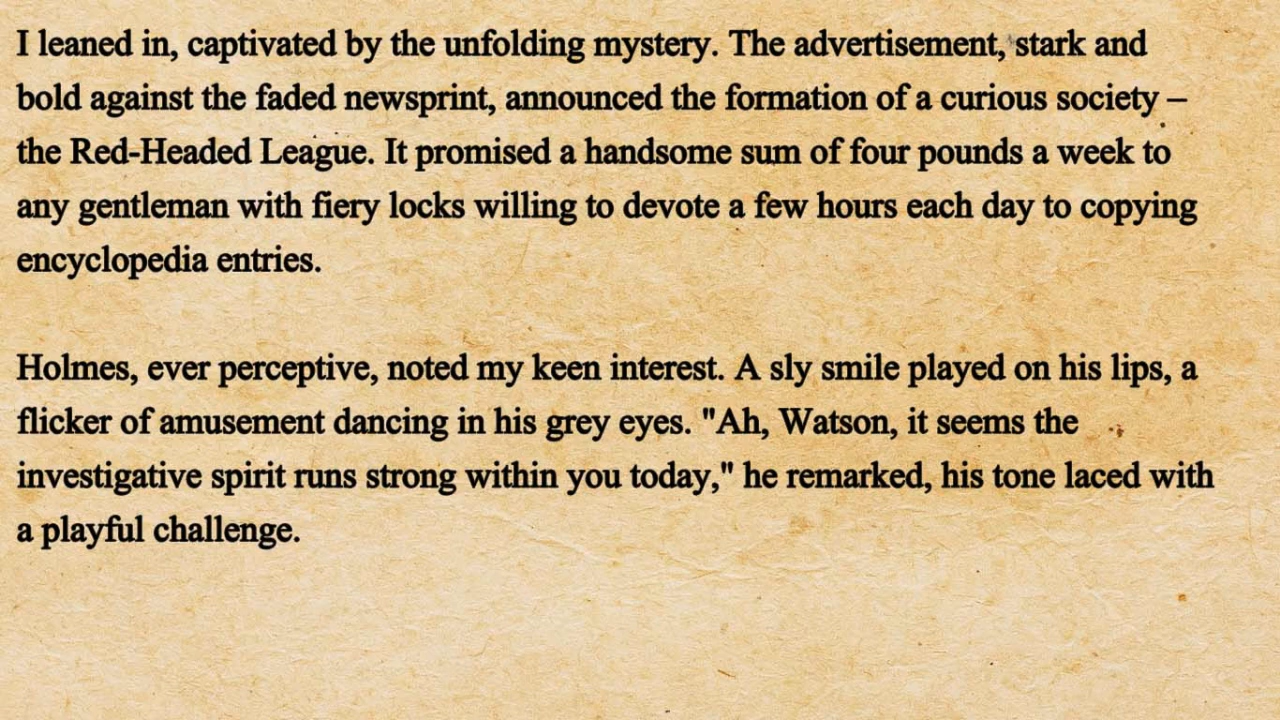 I leaned in, captivated by the unfolding mystery. The advertisement, stark and
bold against the faded newsprint, announced the formation of a curious society –
the Red-Headed League. It promised a handsome sum of four pounds a week to
any gentleman with fiery locks willing to devote a few hours each day to copying
encyclopedia entries.
Holmes, ever perceptive, noted my keen interest. A sly smile played on his lips, a
flicker of amusement dancing in his grey eyes. "Ah, Watson, it seems the
investigative spirit runs strong within you today," he remarked, his tone laced with
a playful challenge.